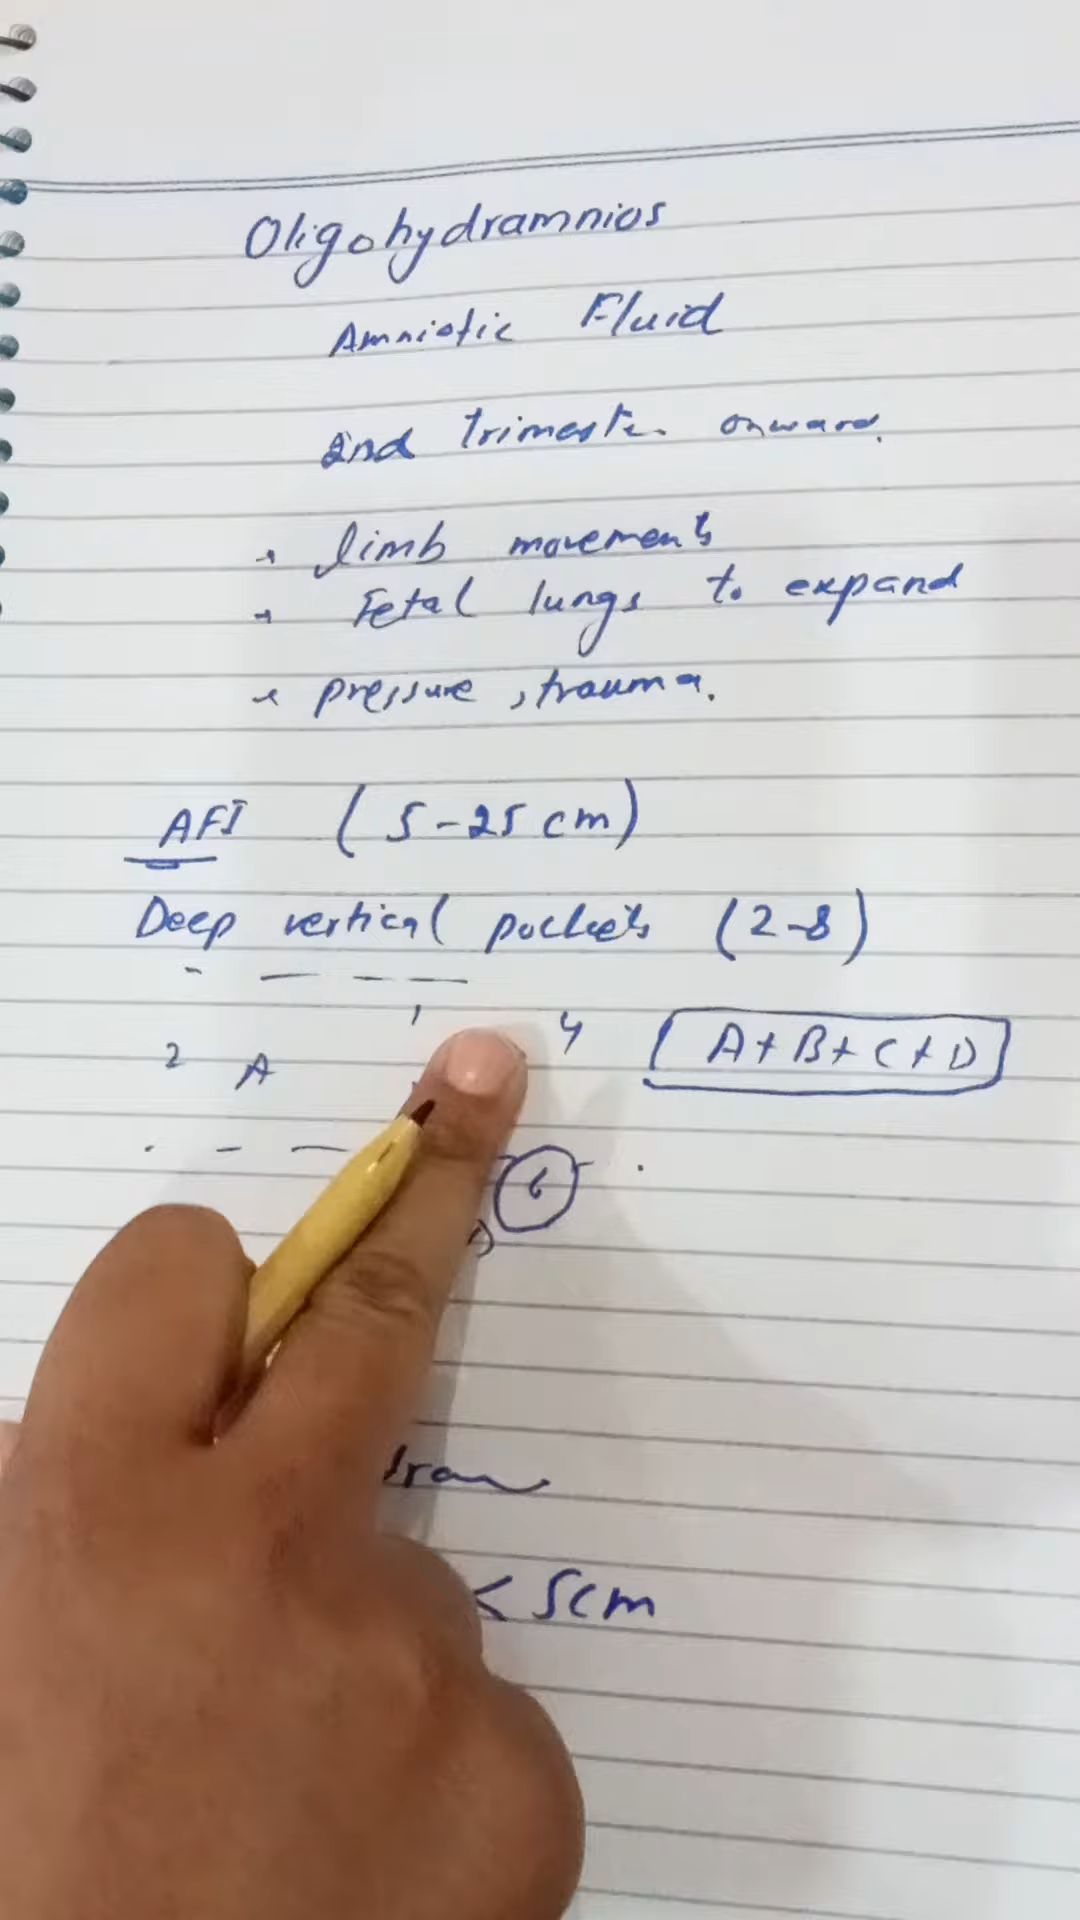 Oligohydramnios
Amniotic Fluid
2nd trimester onward.
limb movements
Fetal lungs to expand
pressure, trauma.
AFI (5-25 cm)
Deep vertical pockets (2-8)
4
2 A
A+B+C+D
6
D
< 5cm